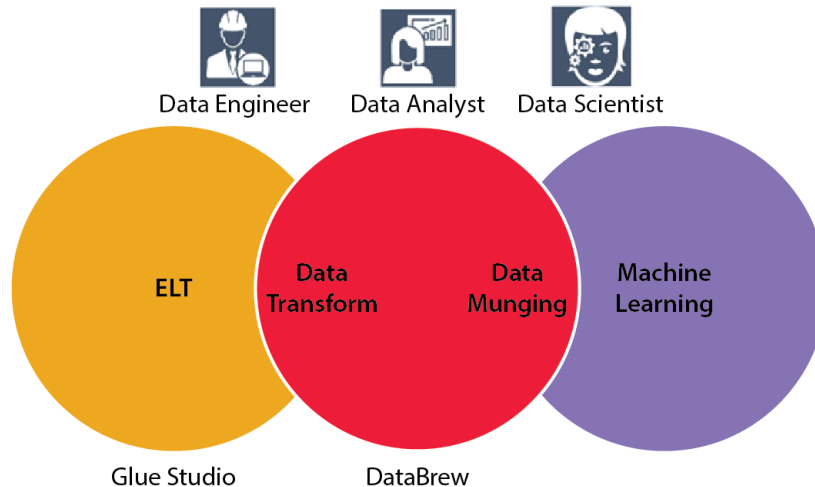 Data Engineer
Data Analyst
Data Scientist
ELT
Data
Transform
Data
Munging
Machine
Learning
Glue Studio
DataBrew